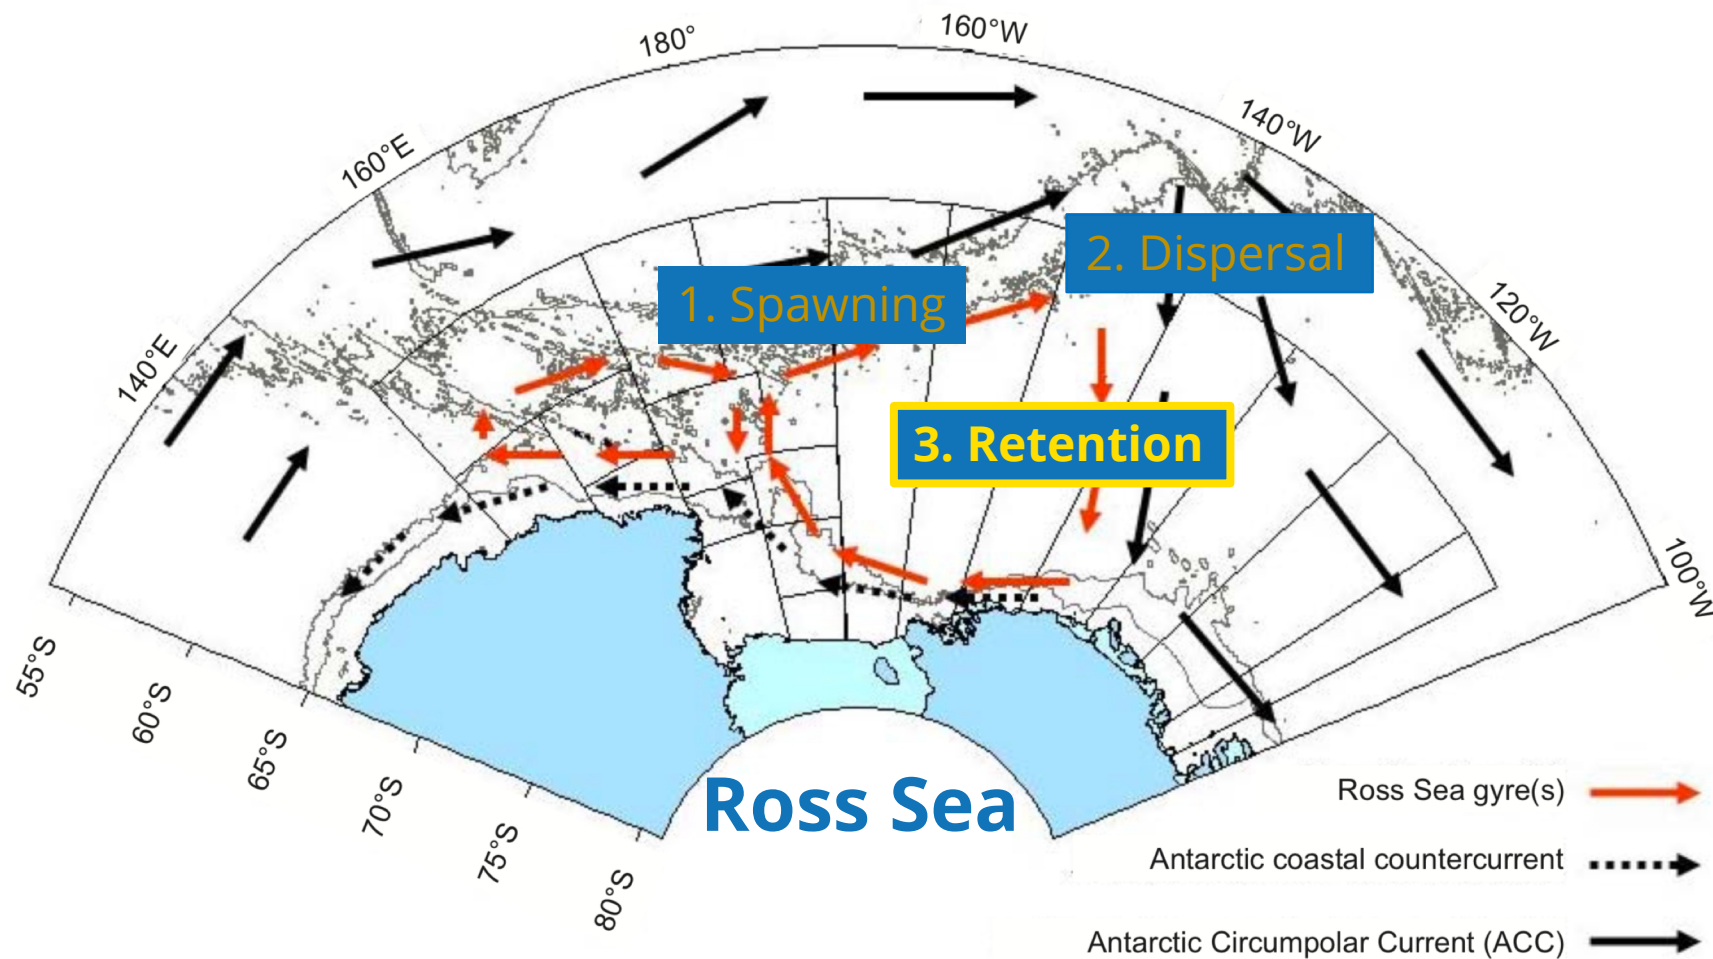 180°
160°W
160°E
140°W
140°E
120°W
100°W
1. Spawning
2. Dispersal
3. Retention
55°S
60°S
65°S
70°S
75°S
80°S
Ross Sea
Ross Sea gyre(s)
Antarctic coastal countercurrent
Antarctic Circumpolar Current (ACC)